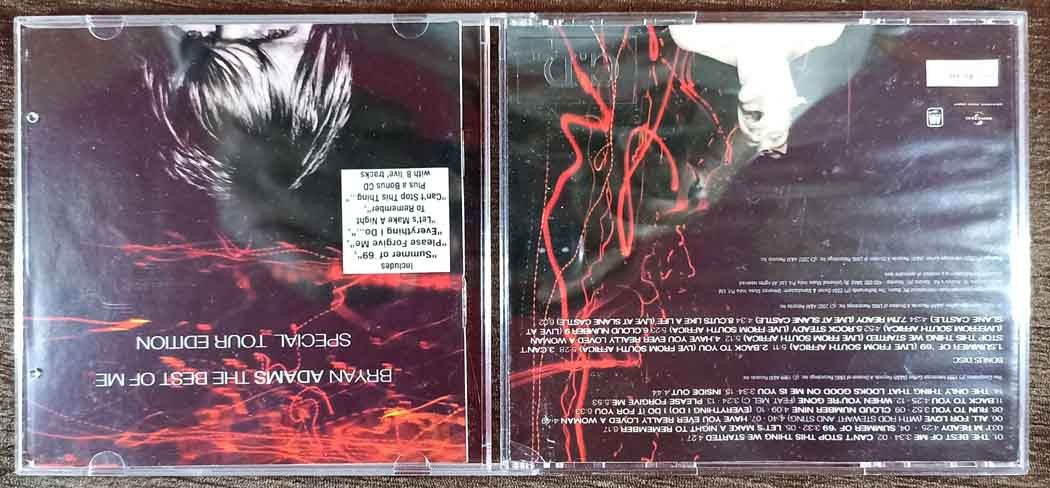 BRYAN ADAMS THE BEST OF ME
SPECIAL TOUR EDITION
Includes
"Summer of '69",
"Please Forgive Me",
"Everything I Do...",
"Let's Make A Night
To Remember",
"Can't Stop This Thing..."
Plus a Bonus CD
with 8 live' tracks
01. THE BEST OF ME 3:34 · 02. CAN'T STOP THIS THING WE STARTED 4:27 ·
03.I'M READY 4:25 · 04. SUMMER OF '69 3:32 · 05. LET'S MAKE A NIGHT TO REMEMBER 6:17
06. ALL FOR LOVE (WITH ROD STEWART AND STING) 4:40 · 07. HAVE YOU EVER REALLY LOVED A WOMAN
08. RUN TO YOU 3:52 · 09. CLOUD NUMBER NINE 4:09 · 10. (EVERYTHING I DO) I DO IT FOR YOU 6:33
11.BACK TO YOU 4:25 · 12. WHEN YOU'RE GONE (FEAT. MEL C) 3:24 · 13. PLEASE FORGIVE ME 5:53
14. THE ONLY THING THAT LOOKS GOOD ON ME IS YOU 3:34 · 15. INSIDE OUT 4:44
BONUS DISC
1.SUMMER OF '69 (LIVE FROM SOUTH AFRICA) 5:11 2. BACK TO YOU (LIVE FROM SOUTH AFRICA) 5:28 3. CAN'T
STOP THIS THING WE STARTED (LIVE FROM SOUTH AFRICA) 5:12 4. HAVE YOU EVER REALLY LOVED A WOMAN
(LIVEFROM SOUTH AFRICA) 4:52 5.ROCK STEADY (LIVE FROM SOUTH AFRICA) 5:23 6.CLOUD NUMBER 9 (LIVE AT
SLANE CASTLE) 4:24 7.I'M READY (LIVE AT SLANE CASTLE) 4:34 8.CUTS LIKE A LIFE (LIVE AT SLANE CASTLE) 6:02